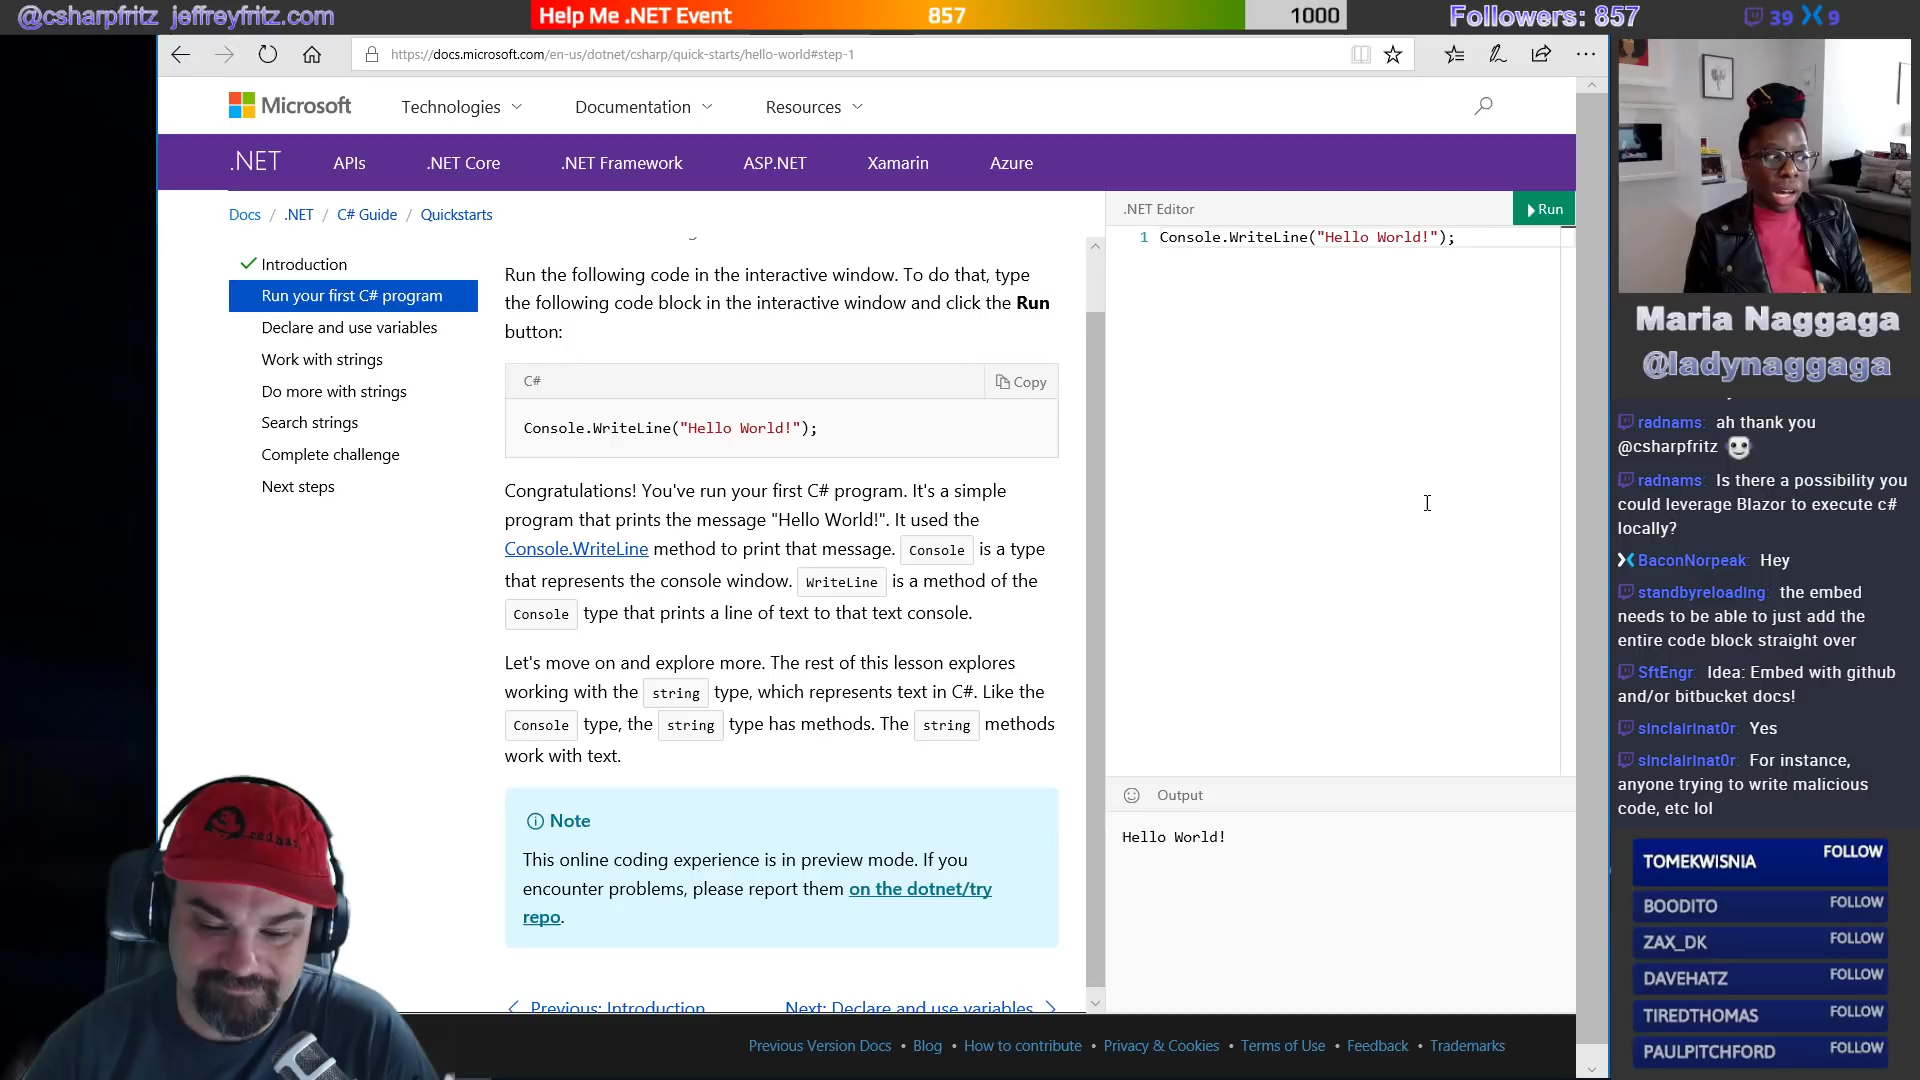 @csharpfritz jeffreyfritz.com
Help Me .NET Event 857 1000
Followers: 857
39 9
https://docs.microsoft.com/en-us/dotnet/csharp/quick-starts/hello-world#step-1
Microsoft Technologies Documentation Resources
.NET APIs .NET Core .NET Framework ASP.NET Xamarin Azure
Docs / .NET / C# Guide / Quickstarts
Introduction
Run your first C# program
Declare and use variables
Work with strings
Do more with strings
Search strings
Complete challenge
Next steps
Run the following code in the interactive window. To do that, type
the following code block in the interactive window and click the Run
button:
C# Copy
Console.WriteLine("Hello World!");
Congratulations! You've run your first C# program. It's a simple
program that prints the message "Hello World!". It used the
Console.WriteLine method to print that message. Console is a type
that represents the console window. WriteLine is a method of the
Console type that prints a line of text to that text console.
Let's move on and explore more. The rest of this lesson explores
working with the string type, which represents text in C#. Like the
Console type, the string type has methods. The string methods
work with text.
Note
This online coding experience is in preview mode. If you
encounter problems, please report them on the dotnet/try
repo.
Previous: Introduction Next: Declare and use variables
.NET Editor Run
1 Console.WriteLine("Hello World!");
Output
Hello World!
Previous Version Docs • Blog • How to contribute • Privacy & Cookies • Terms of Use • Feedback • Trademarks
Maria Naggaga
@ladynaggaga
radnams: ah thank you
@csharpfritz
radnams: Is there a possibility you
could leverage Blazor to execute c#
locally?
BaconNorpeak: Hey
standbyreloading: the embed
needs to be able to just add the
entire code block straight over
SftEngr: Idea: Embed with github
and/or bitbucket docs!
sinclairinat0r: Yes
sinclairinat0r: For instance,
anyone trying to write malicious
code, etc lol
TOMEKWISNIA FOLLOW
BOODITO FOLLOW
ZAX_DK FOLLOW
DAVEHATZ FOLLOW
TIREDTHOMAS FOLLOW
PAULPITCHFORD FOLLOW